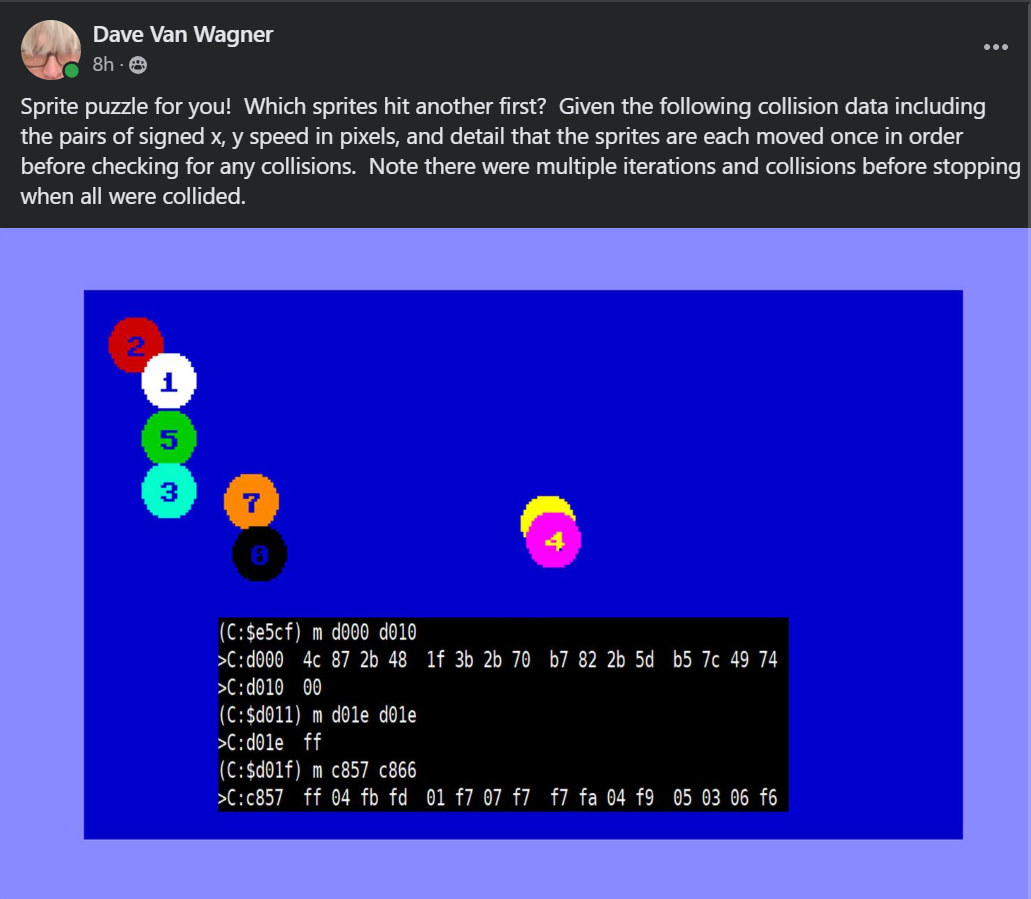 Dave Van Wagner
8h ·
Sprite puzzle for you!  Which sprites hit another first?  Given the following collision data including
the pairs of signed x, y speed in pixels, and detail that the sprites are each moved once in order
before checking for any collisions.  Note there were multiple iterations and collisions before stopping
when all were collided.
2
1
5
3
7
6
4
(C:$e5cf) m d000 d010
>C:d000  4c 87 2b 48  1f 3b 2b 70  b7 82 2b 5d  b5 7c 49 74
>C:d010  00
(C:$d011) m d01e d01e
>C:d01e  ff
(C:$d01f) m c857 c866
>C:c857  ff 04 fb fd  01 f7 07 f7  f7 fa 04 f9  05 03 06 f6